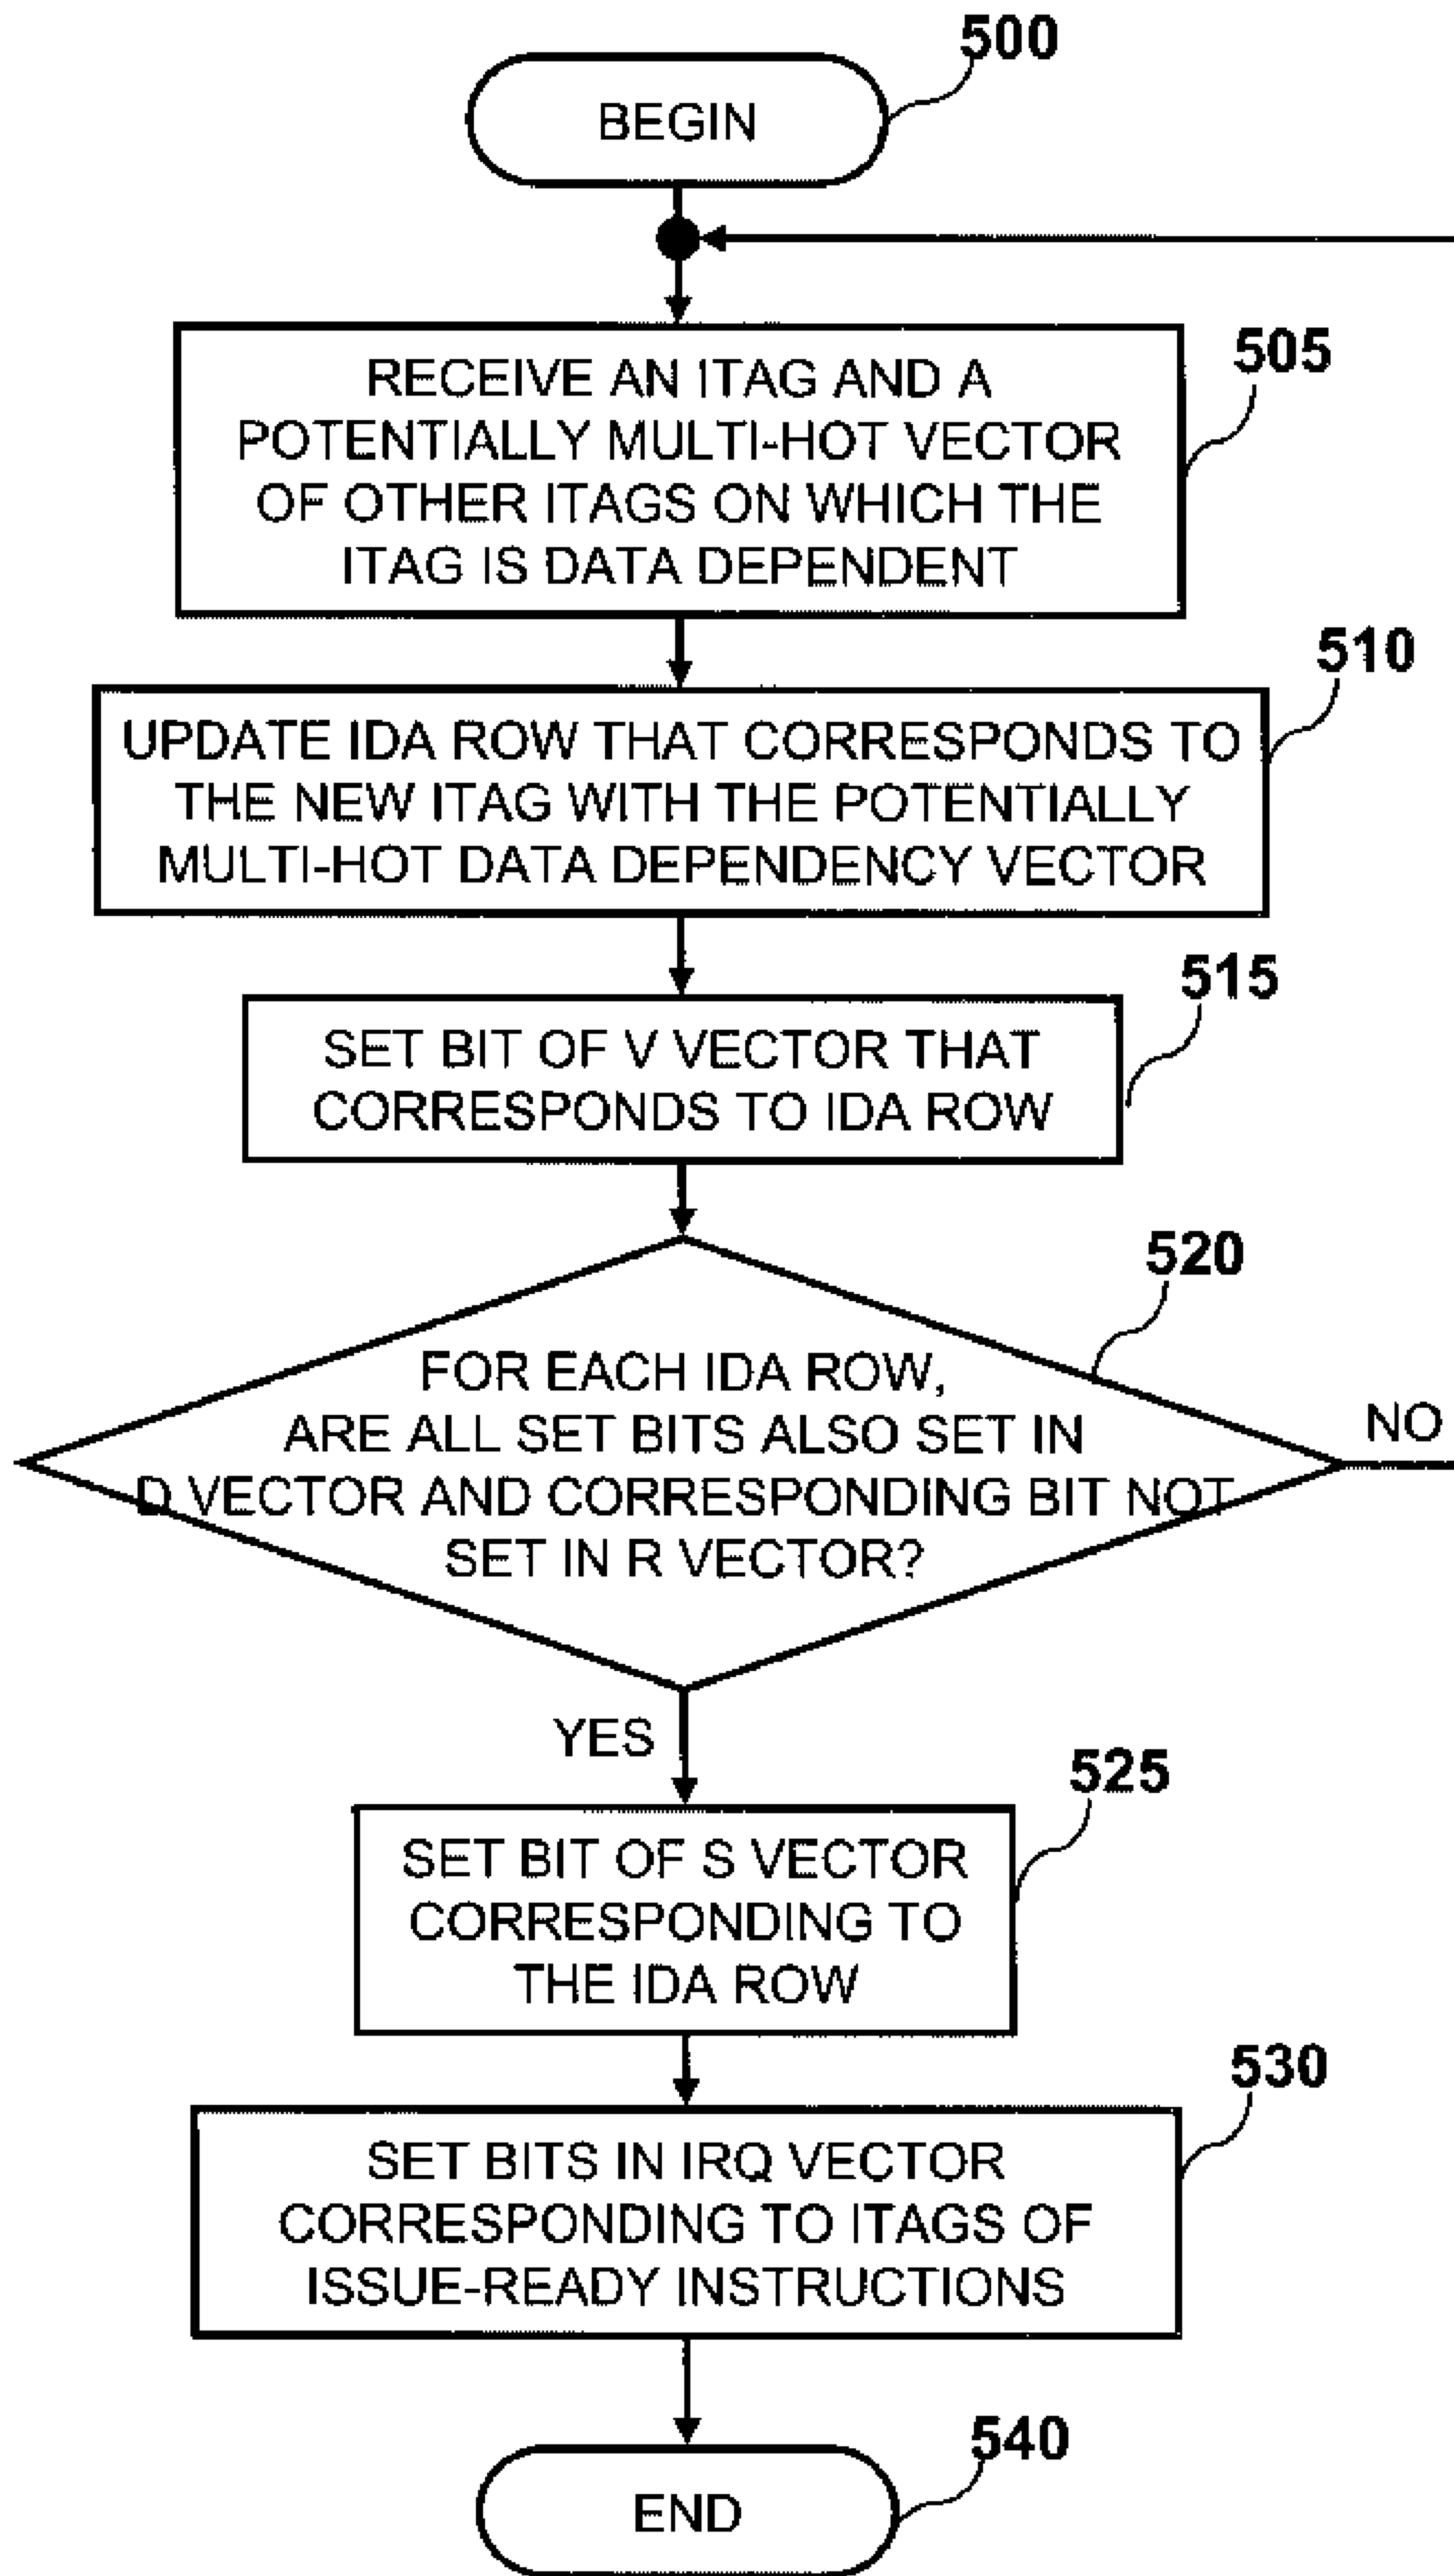 500
BEGIN
RECEIVE AN ITAG AND A
POTENTIALLY MULTI-HOT VECTOR
OF OTHER ITAGS ON WHICH THE
ITAG IS DATA DEPENDENT
505
UPDATE IDA ROW THAT CORRESPONDS TO
THE NEW ITAG WITH THE POTENTIALLY
MULTI-HOT DATA DEPENDENCY VECTOR
510
SET BIT OF V VECTOR THAT
CORRESPONDS TO IDA ROW
515
FOR EACH IDA ROW,
ARE ALL SET BITS ALSO SET IN
D VECTOR AND CORRESPONDING BIT NOT
SET IN R VECTOR?
520
NO
YES
SET BIT OF S VECTOR
CORRESPONDING TO
THE IDA ROW
525
SET BITS IN IRQ VECTOR
CORRESPONDING TO ITAGS OF
ISSUE-READY INSTRUCTIONS
530
END
540